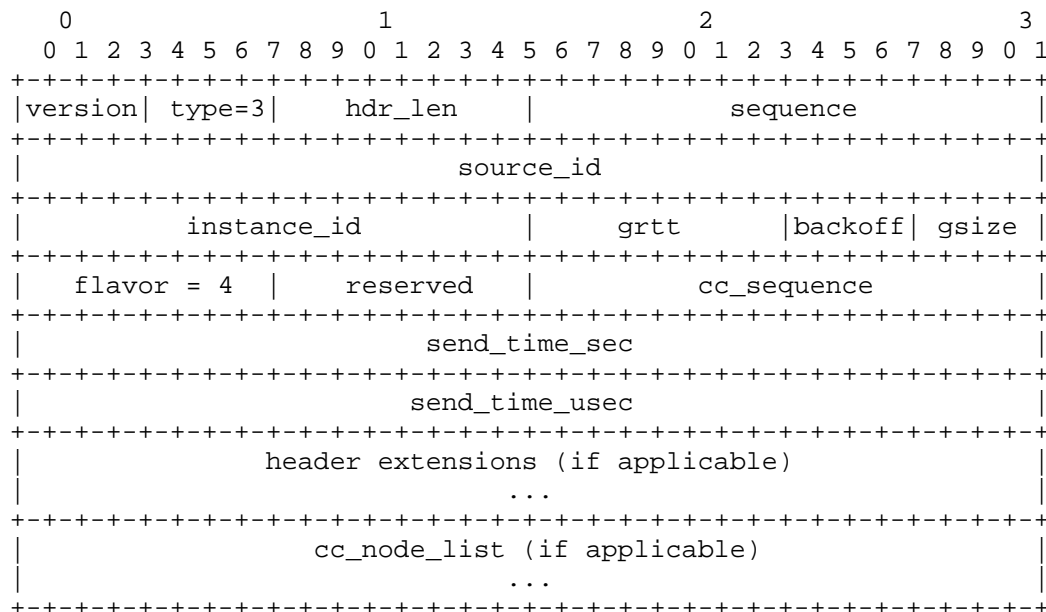 0                   1                   2                   3
0 1 2 3 4 5 6 7 8 9 0 1 2 3 4 5 6 7 8 9 0 1 2 3 4 5 6 7 8 9 0 1
+-+-+-+-+-+-+-+-+-+-+-+-+-+-+-+-+-+-+-+-+-+-+-+-+-+-+-+-+-+-+-+-+
|version| type=3|    hdr_len    |            sequence           |
+-+-+-+-+-+-+-+-+-+-+-+-+-+-+-+-+-+-+-+-+-+-+-+-+-+-+-+-+-+-+-+-+
|                           source_id                           |
+-+-+-+-+-+-+-+-+-+-+-+-+-+-+-+-+-+-+-+-+-+-+-+-+-+-+-+-+-+-+-+-+
|          instance_id          |     grtt      |backoff| gsize |
+-+-+-+-+-+-+-+-+-+-+-+-+-+-+-+-+-+-+-+-+-+-+-+-+-+-+-+-+-+-+-+-+
|   flavor = 4  |    reserved   |          cc_sequence          |
+-+-+-+-+-+-+-+-+-+-+-+-+-+-+-+-+-+-+-+-+-+-+-+-+-+-+-+-+-+-+-+-+
|                         send_time_sec                         |
+-+-+-+-+-+-+-+-+-+-+-+-+-+-+-+-+-+-+-+-+-+-+-+-+-+-+-+-+-+-+-+-+
|                        send_time_usec                         |
+-+-+-+-+-+-+-+-+-+-+-+-+-+-+-+-+-+-+-+-+-+-+-+-+-+-+-+-+-+-+-+-+
|               header extensions (if applicable)               |
|                              ...                              |
+-+-+-+-+-+-+-+-+-+-+-+-+-+-+-+-+-+-+-+-+-+-+-+-+-+-+-+-+-+-+-+-+
|                  cc_node_list (if applicable)                 |
|                              ...                              |
+-+-+-+-+-+-+-+-+-+-+-+-+-+-+-+-+-+-+-+-+-+-+-+-+-+-+-+-+-+-+-+-+